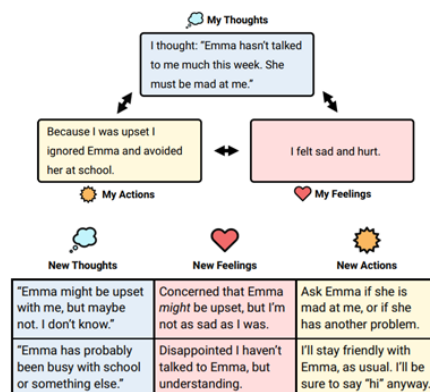 My Thoughts
I thought: “Emma hasn’t talked
to me much this week. She
must be mad at me.”
Because I was upset I
ignored Emma and avoided
her at school.
I felt sad and hurt.
My Actions
My Feelings
New Thoughts
New Feelings
New Actions
“Emma might be upset
with me, but maybe
not. I don’t know.”
Concerned that Emma
might be upset, but I’m
not as sad as I was.
Ask Emma if she is
mad at me, or if she
has another problem.
“Emma has probably
been busy with school
or something else.”
Disappointed I haven’t
talked to Emma, but
understanding.
I’ll stay friendly with
Emma, as usual. I’ll be
sure to say “hi” anyway.